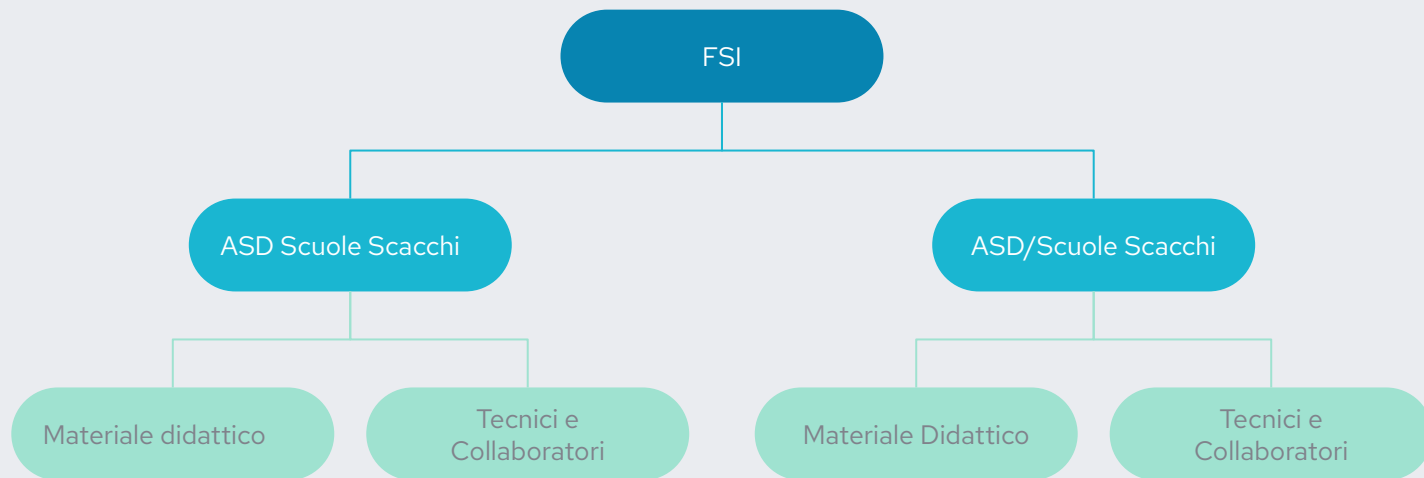 FSI
ASD Scuole Scacchi
ASD/Scuole Scacchi
Materiale didattico
Tecnici e
Collaboratori
Materiale Didattico
Tecnici e
Collaboratori